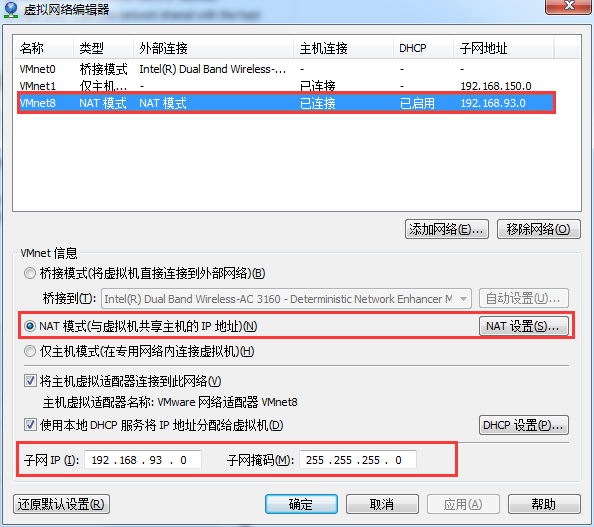 虚拟网络编辑器
名称 类型 外部连接 主机连接 DHCP 子网地址
VMnet0 桥接模式 Intel(R) Dual Band Wireless-... - - -
VMnet1 仅主机... - 已连接 - 192.168.150.0
VMnet8 NAT 模式 NAT 模式 已连接 已启用 192.168.93.0
添加网络(E)... 移除网络(O)
VMnet 信息
桥接模式(将虚拟机直接连接到外部网络)(B)
桥接到(T): Intel(R) Dual Band Wireless-AC 3160 - Deterministic Network Enhancer M 自动设置(U)...
NAT 模式(与虚拟机共享主机的 IP 地址)(N) NAT 设置(S)...
仅主机模式(在专用网络内连接虚拟机)(H)
将主机虚拟适配器连接到此网络(V)
主机虚拟适配器名称: VMware 网络适配器 VMnet8
使用本地 DHCP 服务将 IP 地址分配给虚拟机(D) DHCP 设置(P)...
子网 IP (I): 192 . 168 . 93 . 0 子网掩码(M): 255 . 255 . 255 . 0
还原默认设置(R) 确定 取消 应用(A) 帮助